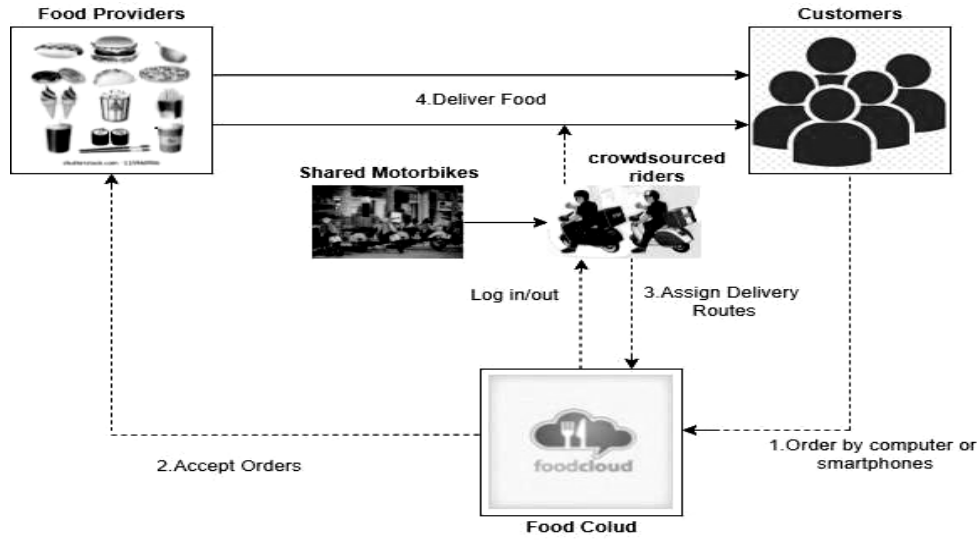 Food Providers
Customers
4.Deliver Food
crowdsourced
riders
Shared Motorbikes
Log in/out
3.Assign Delivery
Routes
foodcloud
2.Accept Orders
1.Order by computer or
smartphones
Food Colud